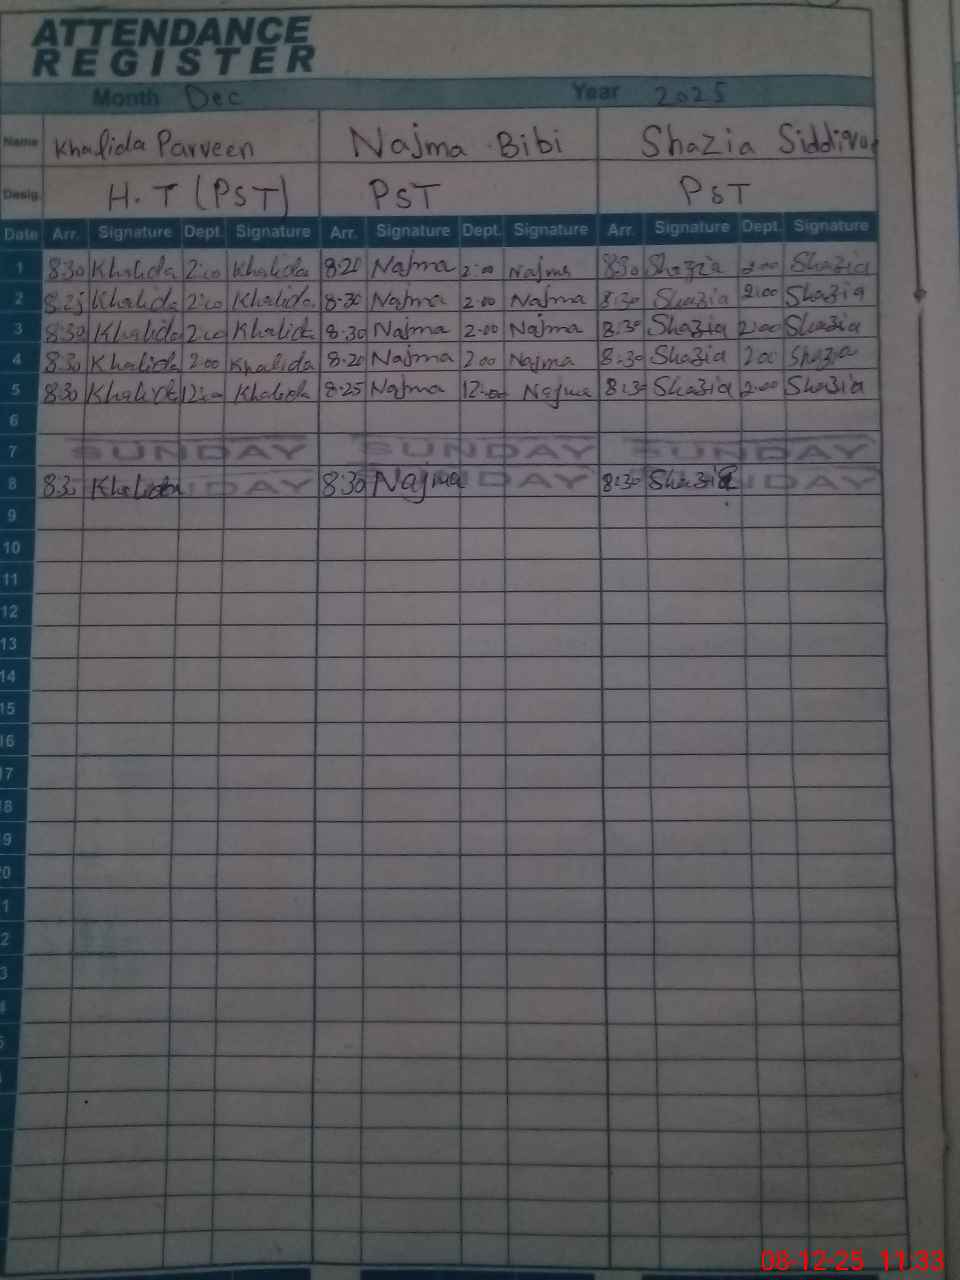 ATTENDANCE
REGISTER
Month Dec Year 2025
Name Khalida Parveen Najma Bibi Shazia
Desig. H.T (PST) PST PST
Date Arr. Signature Dept. Signature Arr. Signature Dept. Signature Arr. Signature Dept. Signature
1 8:30 Khalida 2:00 Khalida 8:20 Najma 2:00 Najma 8:30 Shazia 2:00 Shazia
2 8:25 Khalida 2:00 Khalida 8:30 Najma 2:00 Najma 8:30 Shazia 2:00 Shazia
3 8:30 Khalida 2:00 Khalida 8:30 Najma 2:00 Najma 8:30 Shazia 2:00 Shazia
4 8:30 Khalida 2:00 Khalida 8:20 Najma 2:00 Najma 8:30 Shazia 2:00 Shazia
5 8:30 Khalida 12:00 Khalida 8:25 Najma 12:00 Najma 8:30 Shazia 2:00 Shazia
6
7 SUNDAY SUNDAY SUNDAY
8 8:30 Khalida 8:30 Najma 8:30 Shazia
9
10
11
12
13
14
15
16
17
18
19
08-12-25 11:33